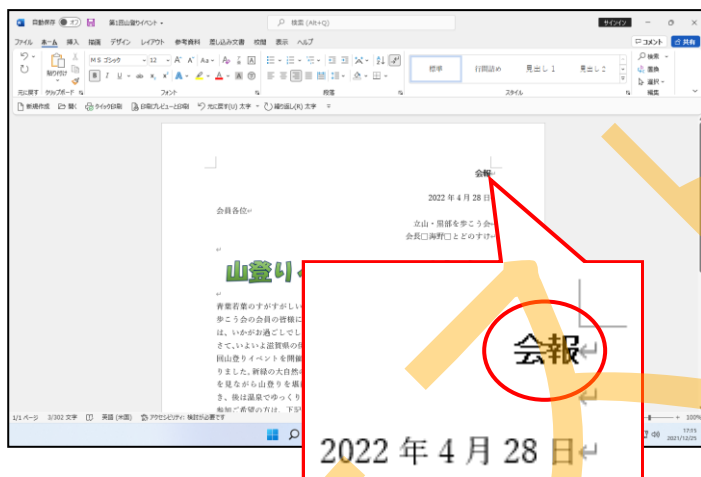 自動保存 オフ 第1回山登りイベント 検索 (Alt+Q) サインイン
ファイル ホーム 挿入 描画 デザイン レイアウト 参考資料 差し込み文書 校閲 表示 ヘルプ コメント 共有
貼り付け ＭＳ ゴシック 12 標準 行間詰め 見出し 1 見出し 2 検索 置換 選択
元に戻す クリップボード フォント 段落 スタイル 編集
新規作成 開く クイック印刷 印刷プレビューと印刷 元に戻す(U) 太字 繰り返し(R) 太字
会報
2022 年 4 月 28 日
会員各位
立山・黒部を歩こう会
会長□海野□とどのすけ
山登り
青葉若葉のすがすがしい
歩こう会の会員の皆様に
は、いかがお過ごしでし
さて、いよいよ滋賀県の
回山登りイベントを開催
りました。新緑の大自然
を見ながら山登りを堪
き、後は温泉でゆっくり
参加ご希望の方は、下記
会報
2022 年 4 月 28 日
1/1 ページ 3/302 文字 英語 (米国) アクセシビリティ: 検討が必要です 100%
17:15
2021/12/25